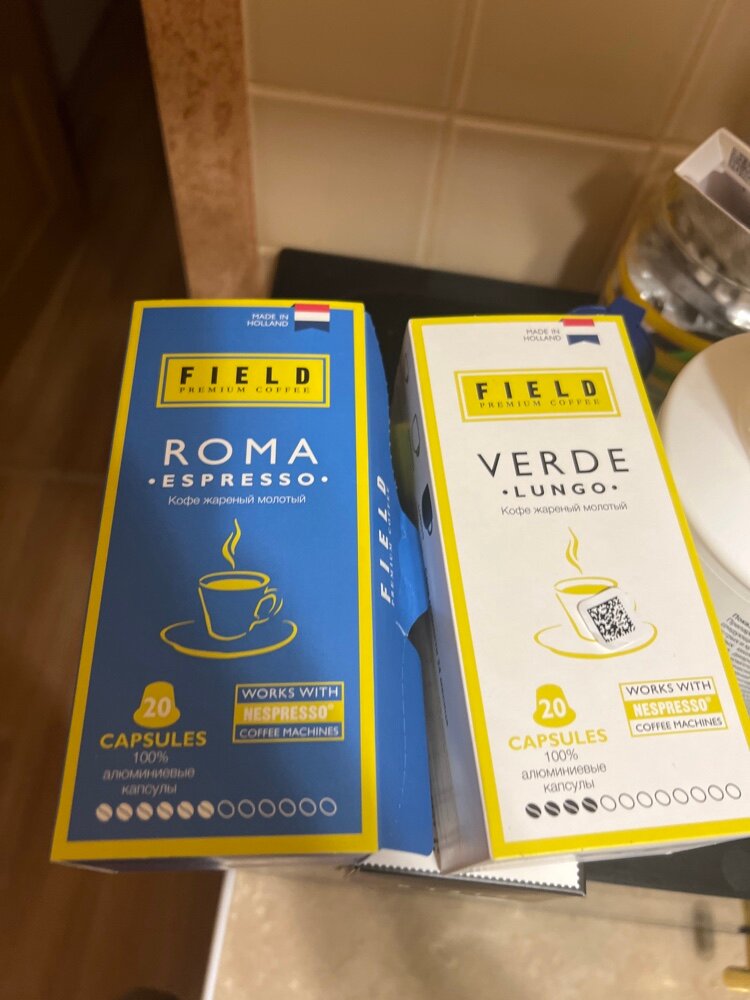 MADE IN
HOLLAND
FIELD
PREMIUM COFFEE
ROMA
•ESPRESSO•
Кофе жареный молотый
20
CAPSULES
100%
алюминиевые
капсулы
WORKS WITH
NESPRESSO
COFFEE MACHINES
FIELD
PREMIUM COFFEE
MADE IN
HOLLAND
FIELD
PREMIUM COFFEE
VERDE
•LUNGO•
Кофе жареный молотый
20
CAPSULES
100%
алюминиевые
капсулы
WORKS WITH
NESPRESSO
COFFEE MACHINES